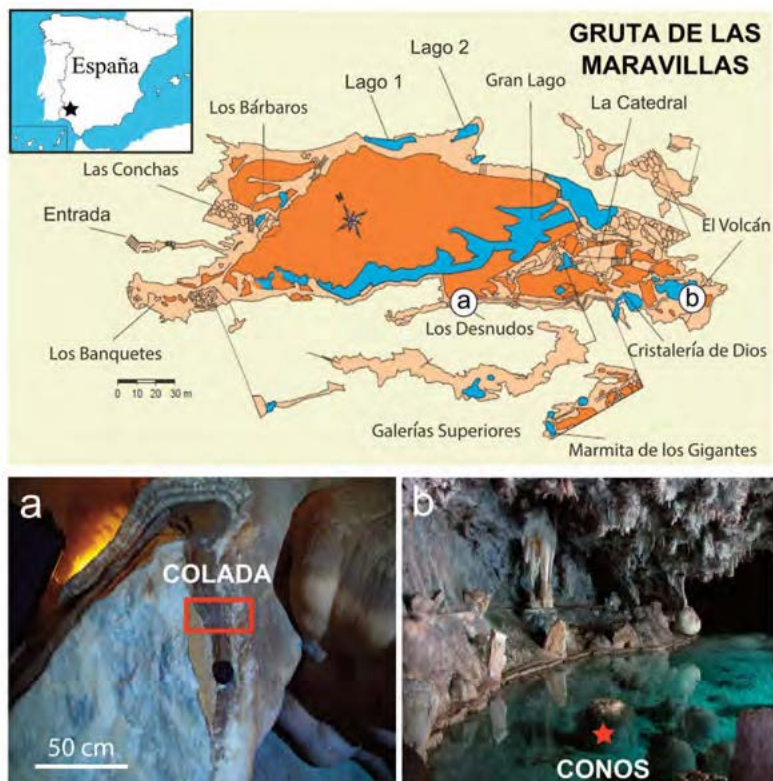 España
GRUTA DE LAS
MARAVILLAS
Lago 2
Lago 1
Gran Lago
La Catedral
Los Bárbaros
Las Conchas
Entrada
El Volcán
a
b
Los Desnudos
Los Banquetes
Cristalería de Dios
0 10 20 30 m
Galerías Superiores
Marmita de los Gigantes
a
COLADA
50 cm
b
CONOS